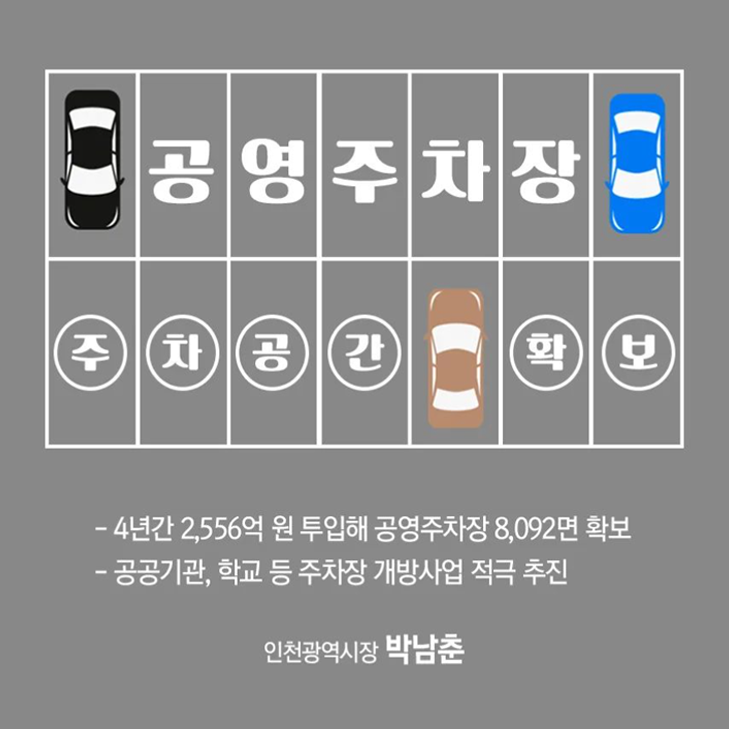 공영주차장
주차공간 확보
- 4년간 2,556억 원 투입해 공영주차장 8,092면 확보
- 공공기관, 학교 등 주차장 개방사업 적극 추진
인천광역시장 박남춘